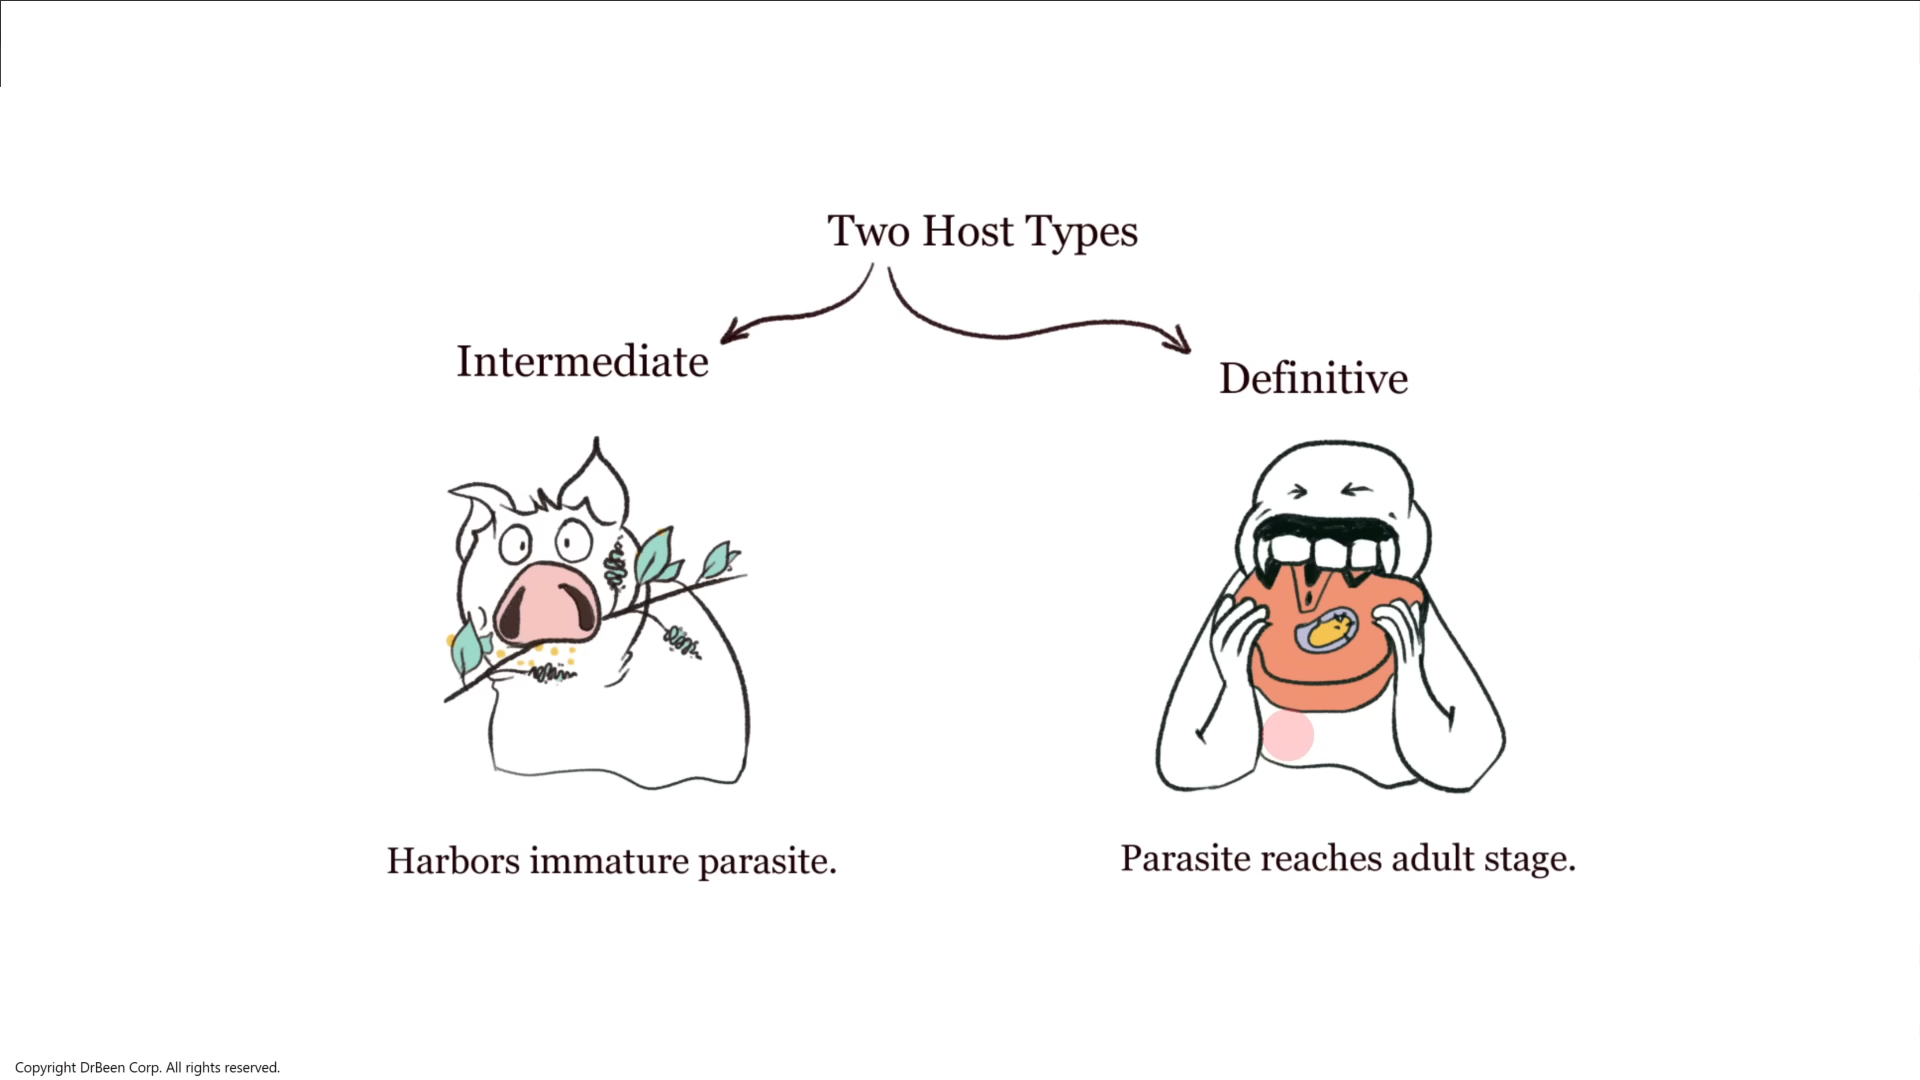 Two Host Types
Intermediate
Definitive
Harbors immature parasite.
Parasite reaches adult stage.
Copyright DrBeen Corp. All rights reserved.